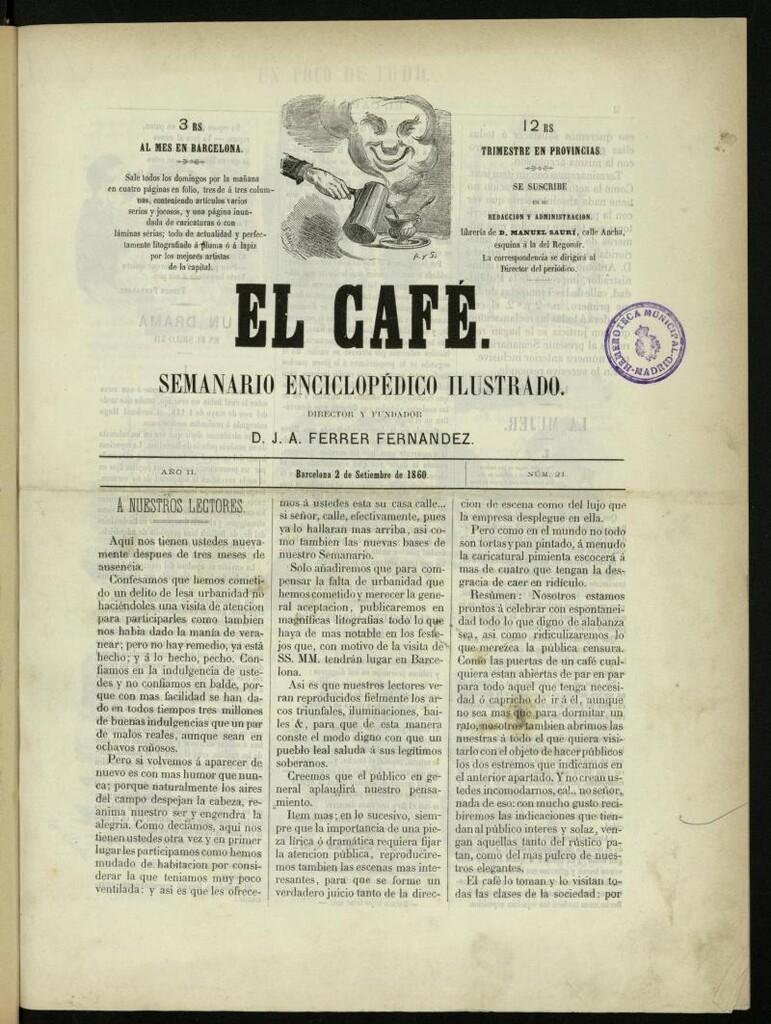 3 RS.
AL MES EN BARCELONA.
Sale todos los domingos por la mañana
en cuatro páginas en fólio, tres de á tres colum-
nas, conteniendo artículos varios
serios y jocosos, y una página inun-
dada de caricaturas ó con
láminas sérias; todo de actualidad y perfec-
tamente litografiado á pluma ó á lapiz
por los mejores artistas
de la capital.
12 RS.
TRIMESTRE EN PROVINCIAS.
SE SUSCRIBE
EN SU
REDACCION Y ADMINISTRACION,
librería de D. MANUEL SAURÍ, calle Ancha,
esquina á la del Regomir.
La correspondencia se dirigirá al
Director del periódico.
EL CAFÉ.
HEMEROTECA MUNICIPAL
MADRID
SEMANARIO ENCICLOPÉDICO ILUSTRADO.
DIRECTOR Y FUNDADOR
D. J. A. FERRER FERNANDEZ.
AÑO II.
Barcelona 2 de Setiembre de 1860.
NÚM. 21.
A NUESTROS LECTORES.
Aqui nos tienen ustedes nueva-
mente despues de tres meses de
ausencia.
Confesamos que hemos cometi-
do un delito de lesa urbanidad no
haciéndoles una visita de atencion
para participarles como tambien
nos habia dado la manía de vera-
near; pero no hay remedio, ya está
hecho; y á lo hecho, pecho. Confi-
amos en la indulgencia de uste-
des y no confiamos en balde, por-
que con mas facilidad se han da-
do en todos tiempos tres millones
de buenas indulgencias que un par
de malos reales, aunque sean en
ochavos roñosos.
Pero si volvemos á aparecer de
nuevo es con mas humor que nun-
ca; porque naturalmente los aires
del campo despejan la cabeza, re-
anima nuestro ser y engendra la
alegria. Como deciamos, aqui nos
tienen ustedes otra vez y en primer
lugar les participamos como hemos
mudado de habitacion por consi-
derar la que teniamos muy poco
ventilada: y asi es que les ofrece-
mos á ustedes esta su casa calle...
si señor, calle, efectivamente, pues
ya lo hallaran mas arriba, asi co-
mo tambien las nuevas bases de
nuestro Semanario.
Solo añadiremos que para com-
pensar la falta de urbanidad que
hemos cometido y merecer la gene-
ral aceptacion, publicaremos en
magníficas litografias todo lo que
haya de mas notable en los feste-
jos que, con motivo de la visita de
SS. MM. tendrán lugar en Barce-
lona.
Asi es que nuestros lectores ve-
ran reproducidos fielmente los ar-
cos triunfales, iluminaciones, bai-
les &, para que de esta manera
conste el modo digno con que un
pueblo leal saluda á sus legítimos
soberanos.
Creemos que el público en ge-
neral aplaudirá nuestro pensa-
miento.
Item mas; en lo sucesivo, siem-
pre que la importancia de una pie-
za lírica ó dramática requiera fijar
la atencion pública, reproducire-
mos tambien las escenas mas inte-
resantes, para que se forme un
verdadero juicio tanto de la direc-
cion de escena como del lujo que
la empresa desplegue en ella.
Pero como en el mundo no todo
son tortas y pan pintado, á menudo
la caricatural pimienta escocerá á
mas de cuatro que tengan la des-
gracia de caer en ridículo.
Resúmen: Nosotros estamos
prontos á celebrar con espontanei-
dad todo lo que digno de alabanza
sea, asi como ridiculizaremos lo
que merezca la pública censura.
Como las puertas de un café cual-
quiera estan abiertas de par en par
para todo aquel que tenga necesi-
dad ó capricho de ir á él, aunque
no sea mas que para dormitar un
rato, nosotros tambien abrimos las
nuestras á todo el que quiera visi-
tarlo con el objeto de hacer públicos
los dos estremos que indicamos en
el anterior apartado. Y no crean us-
tedes incomodarnos, ca!.. no señor,
nada de eso: con mucho gusto reci-
biremos las indicaciones que tien-
dan al público interes y solaz, ven-
gan aquellas tanto del rústico pa-
tan, como del mas pulcro de nues-
tros elegantes.
El café lo toman y lo visitan to-
das las clases de la sociedad: por